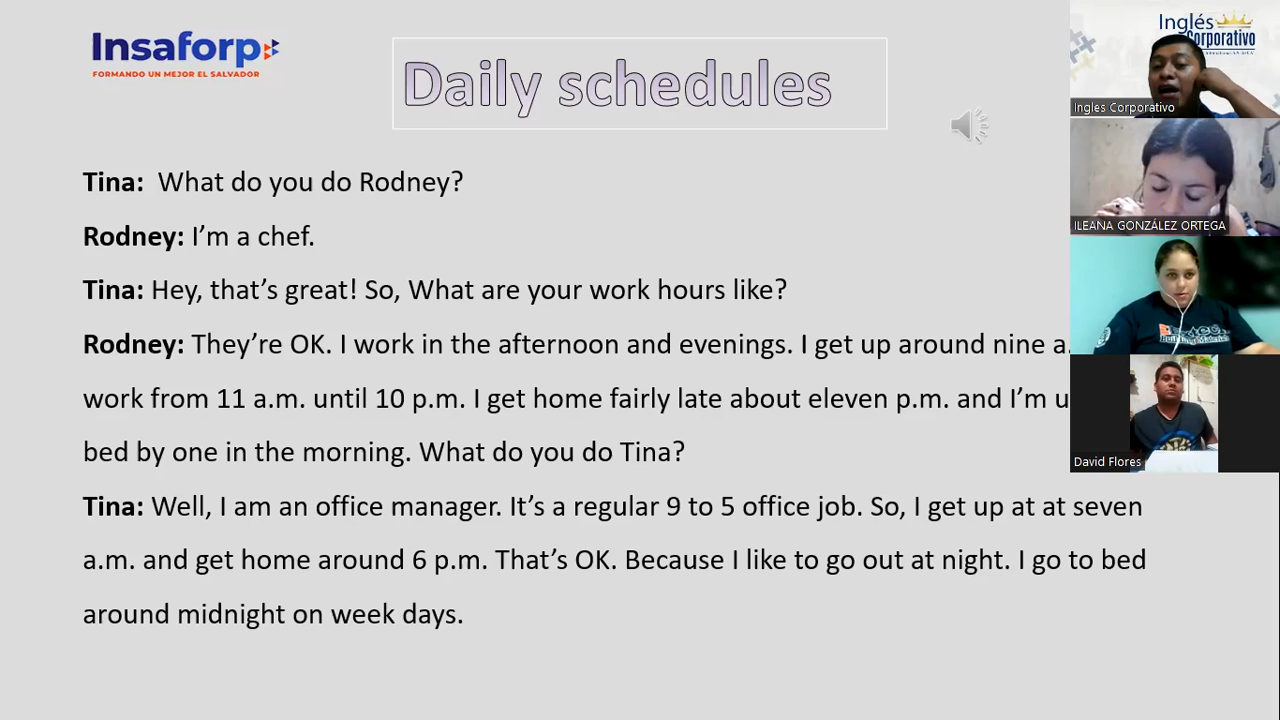 Insaforp
FORMANDO UN MEJOR EL SALVADOR
Daily schedules
Tina: What do you do Rodney?
Rodney: I'm a chef.
Tina: Hey, that's great! So, What are your work hours like?
Rodney: They're OK. I work in the afternoon and evenings. I get up around nine a.
work from 11 a.m. until 10 p.m. I get home fairly late about eleven p.m. and I'm
bed by one in the morning. What do you do Tina?
Tina: Well, I am an office manager. It's a regular 9 to 5 office job. So, I get up at at seven
a.m. and get home around 6 p.m. That's OK. Because I like to go out at night. I go to bed
around midnight on week days.
Inglés
Corporativo
Ingles Corporativo
ILEANA GONZÁLEZ ORTEGA
David Flores